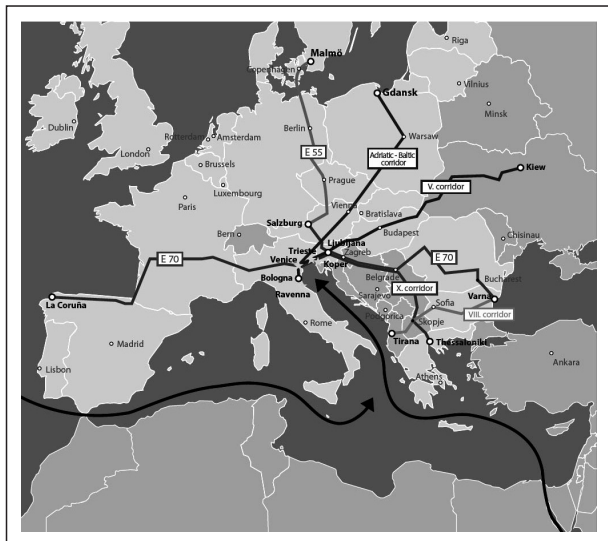 Riga
Malmö
Copenhagen
Vilnius
Gdansk
Minsk
Dublin
Berlin
Rotterdam
Amsterdam
Warsaw
London
E 55
Adriatic - Baltic
corridor
Brussels
Prague
Kiew
V. corridor
Luxembourg
Paris
Vienna
Bratislava
Salzburg
Budapest
Bern
Chisinau
Ljubljana
Trieste
Zagreb
E 70
Venice
Koper
E 70
Bologna
Belgrade
Bucharest
Ravenna
X. corridor
Varna
La Coruña
Sarajevo
Sofia
Podgorica
VIII. corridor
Rome
Skopje
Tirana
Thessaloniki
Madrid
Lisbon
Ankara
Athens